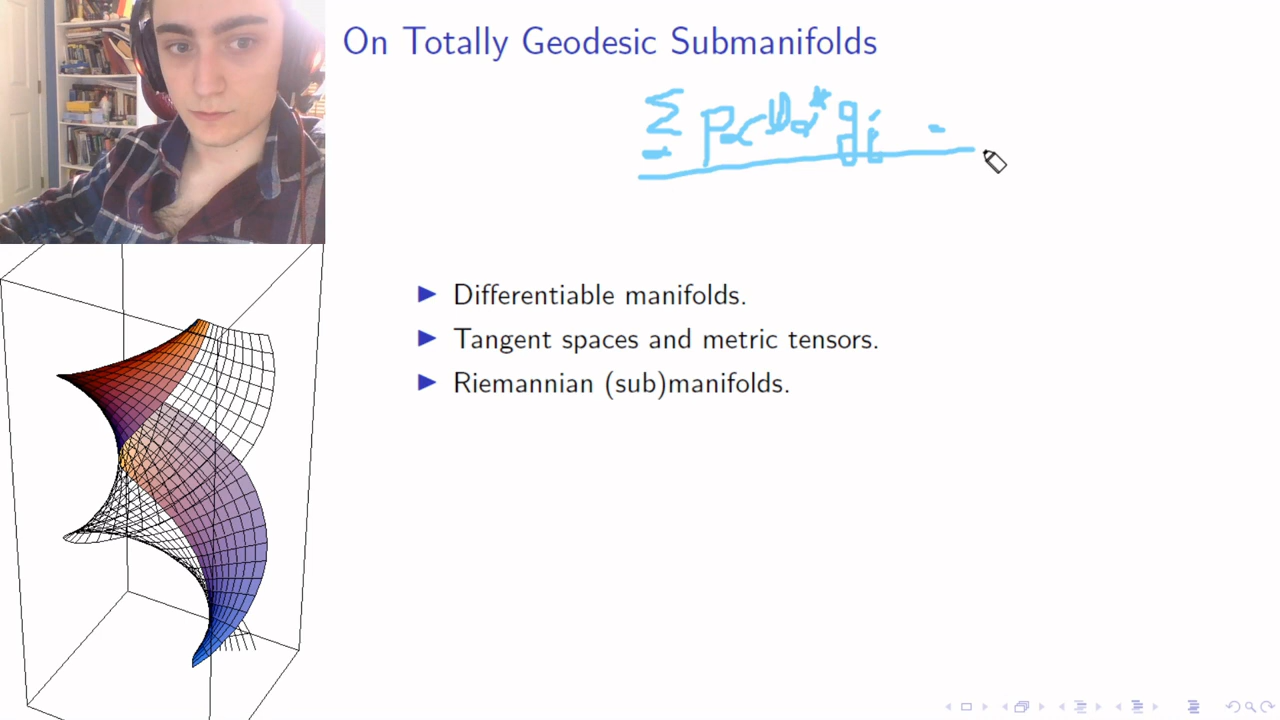 On Totally Geodesic Submanifolds
Σ
▶ Differentiable manifolds.
▶ Tangent spaces and metric tensors.
▶ Riemannian (sub)manifolds.